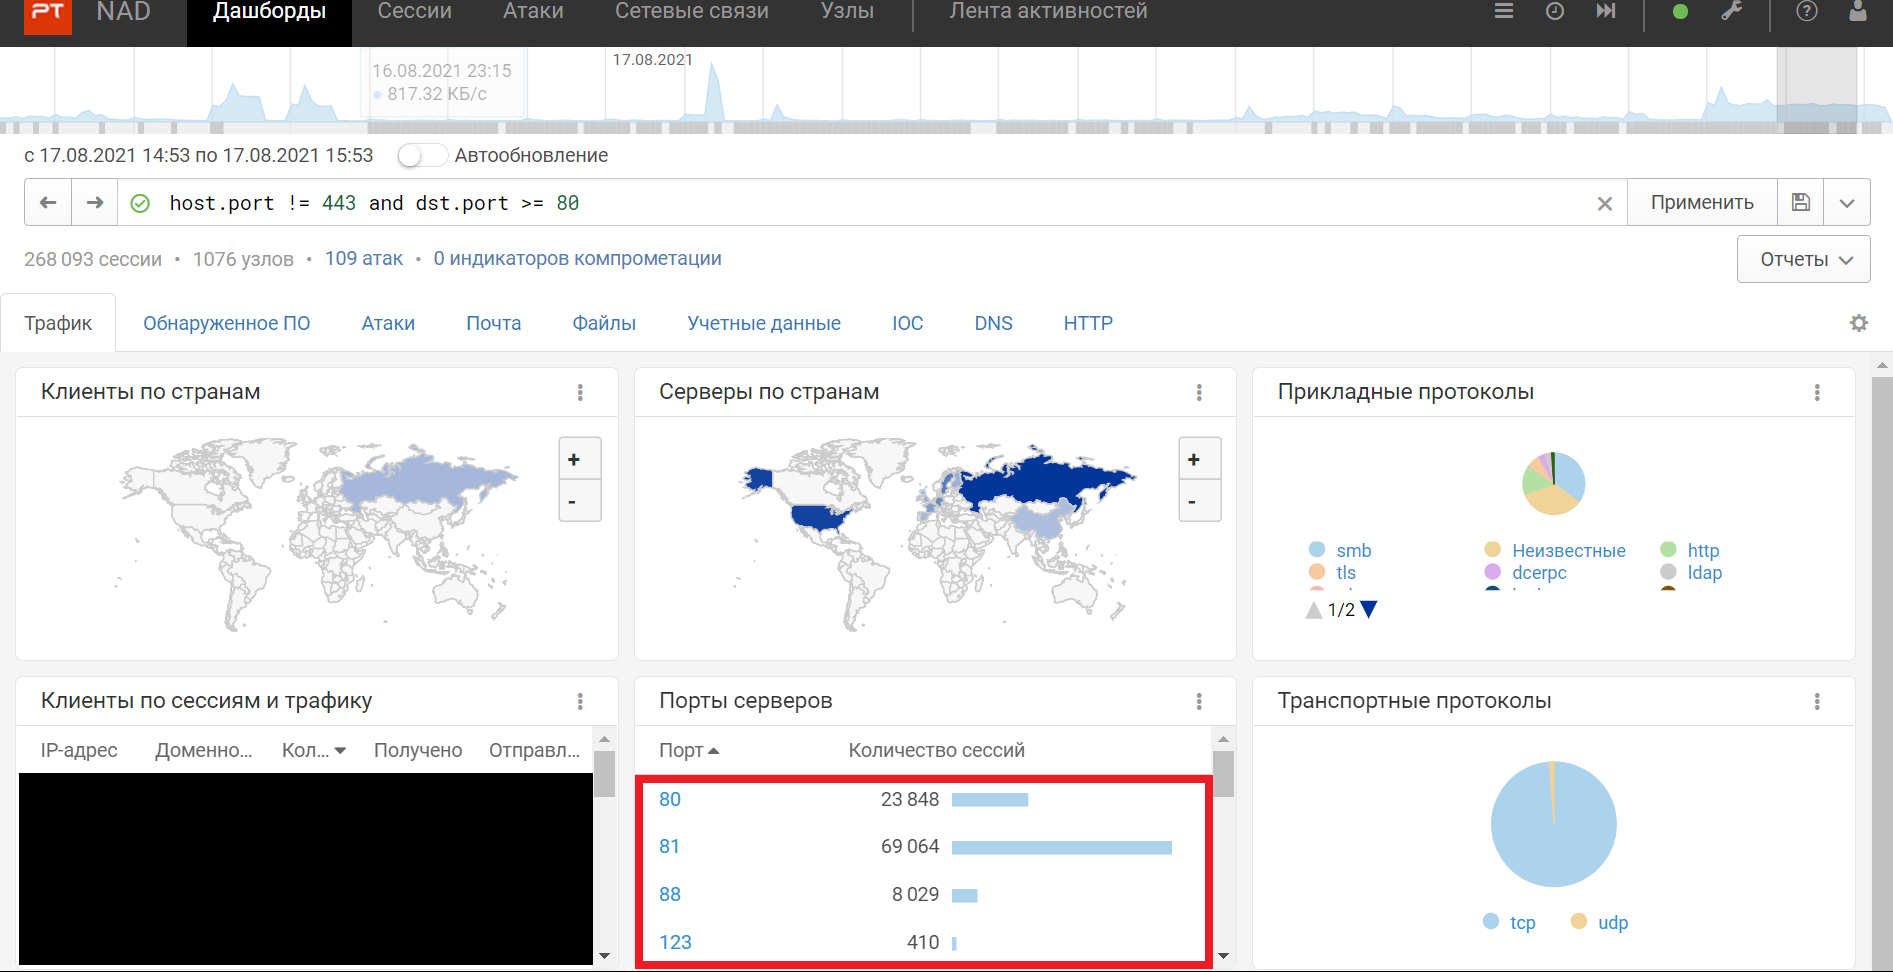 PT NAD Дашборды Сессии Атаки Сетевые связи Узлы Лента активностей ?
16.08.2021 23:15
817.32 КБ/с
17.08.2021
с 17.08.2021 14:53 по 17.08.2021 15:53 Автообновление
host.port != 443 and dst.port >= 80 Применить
268 093 сессии • 1076 узлов • 109 атак • 0 индикаторов компрометации Отчеты
Трафик Обнаруженное ПО Атаки Почта Файлы Учетные данные IOC DNS HTTP
Клиенты по странам
+
-
Серверы по странам
+
-
Прикладные протоколы
smb Неизвестные http
tls dcerpc ldap
1/2
Клиенты по сессиям и трафику
IP-адрес Доменно... Кол... Получено Отправл...
Порты серверов
Порт Количество сессий
80 23 848
81 69 064
88 8 029
123 410
Транспортные протоколы
tcp udp